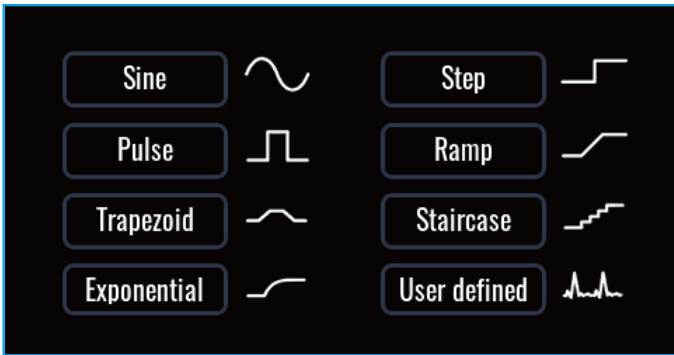 Sine
Step
Pulse
Ramp
Trapezoid
Staircase
Exponential
User defined